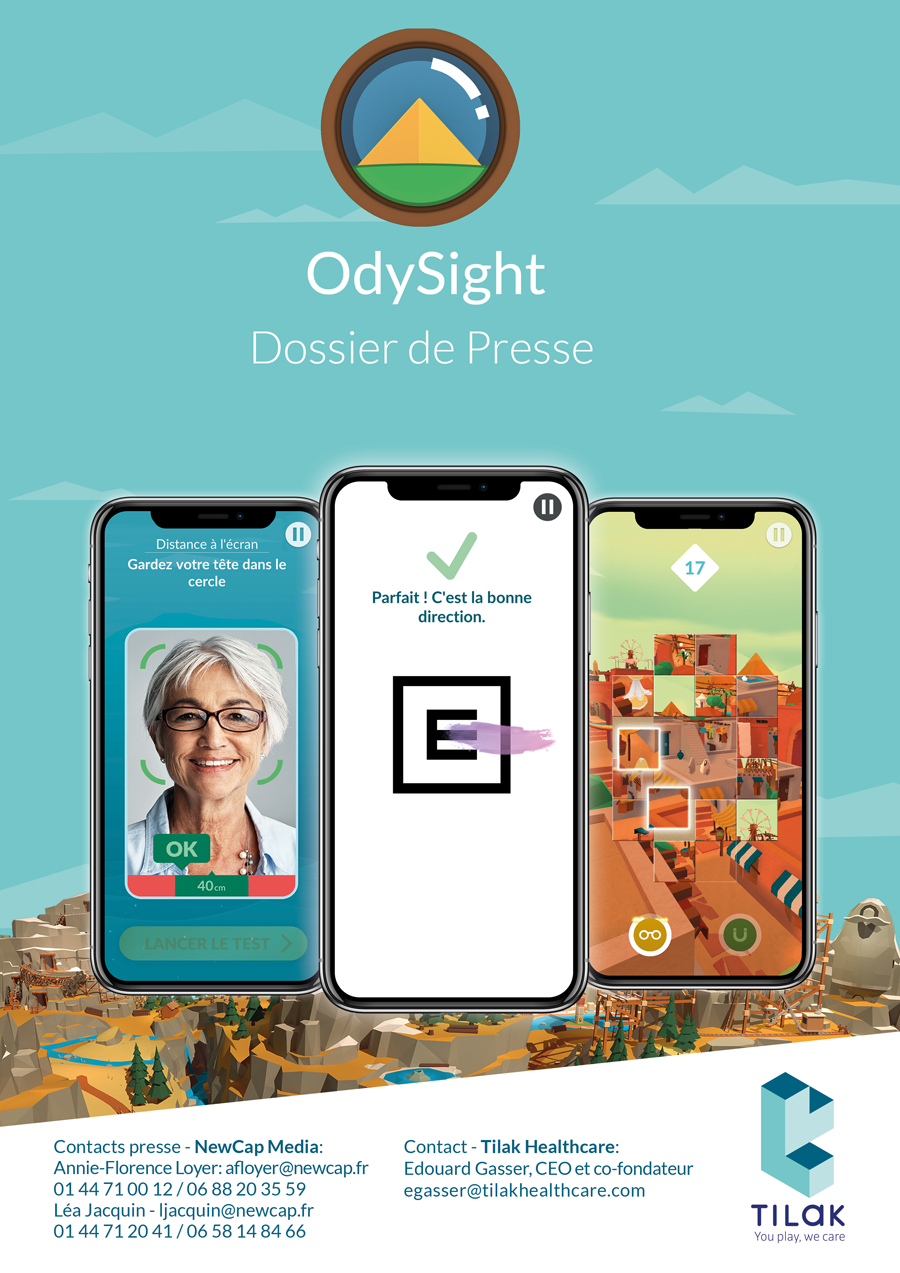 OdySight
Dossier de Presse
Distance à l'écran
Gardez votre tête dans le
cercle
OK
40cm
LANCER LE TEST
Parfait ! C'est la bonne
direction.
E
17
Contacts presse - NewCap Media:
Annie-Florence Loyer: afloyer@newcap.fr
01 44 71 00 12 / 06 88 20 35 59
Léa Jacquin - ljacquin@newcap.fr
01 44 71 20 41 / 06 58 14 84 66
Contact - Tilak Healthcare:
Edouard Gasser, CEO et co-fondateur
egasser@tilakhealthcare.com
TILAK
You play, we care